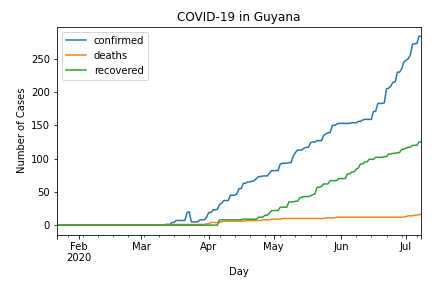 COVID-19 in Guyana
confirmed
deaths
recovered
Number of Cases
250
200
150
100
50
0
Feb
2020
Mar
Apr
May
Jun
Jul
Day